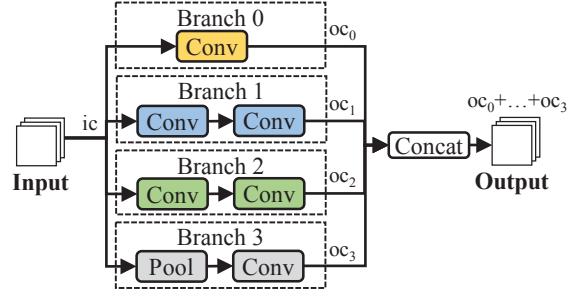 Branch 0
oc0
Conv
Branch 1
oc1
oc0+...+oc3
ic
Conv
Conv
Concat
Input
Branch 2
Output
oc2
Conv
Conv
Branch 3
oc3
Pool
Conv